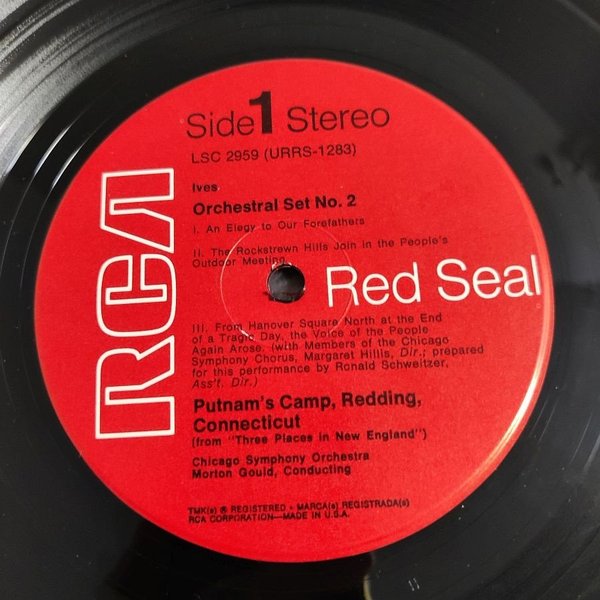 Side 1 Stereo
LSC 2959 (URRS-1283)
Ives
Orchestral Set No. 2
I. An Elegy to Our Forefathers
II. The Rockstrewn Hills Join in the People's
Outdoor Meeting
RCA
Red Seal
III. From Hanover Square North at the End
of a Tragic Day, the Voice of the People
Again Arose. (with Members of the Chicago
Symphony Chorus, Margaret Hillis, Dir.; prepared
for this performance by Ronald Schweitzer,
Ass't. Dir.)
Putnam's Camp, Redding,
Connecticut
(from "Three Places in New England")
Chicago Symphony Orchestra
Morton Gould, Conducting
TMK(s) ® REGISTERED • MARCA(s) REGISTRADA(s)
RCA CORPORATION—MADE IN U.S.A.